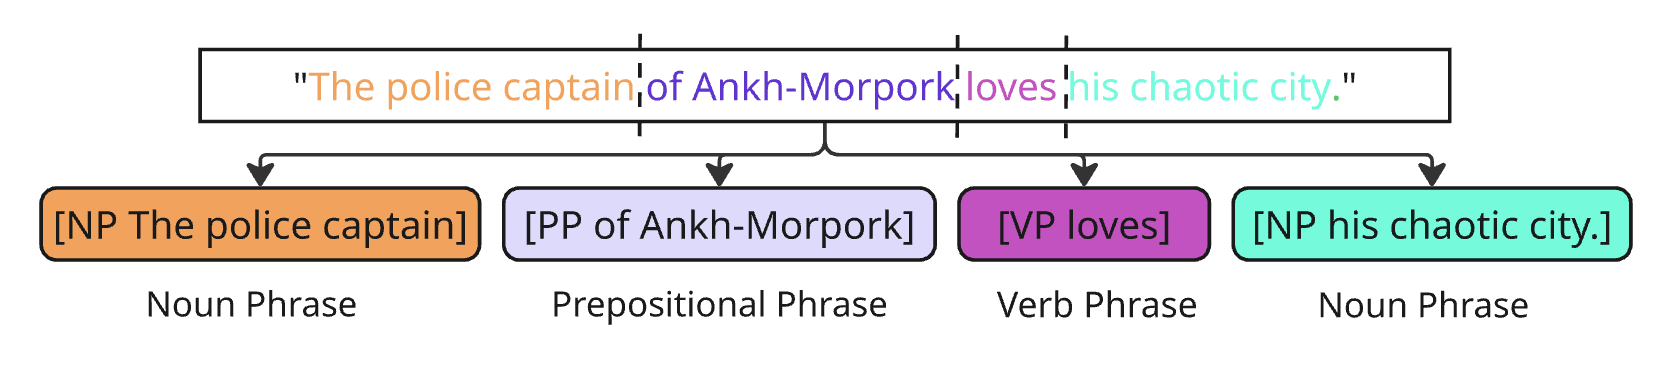 "The police captain of Ankh-Morpork loves his chaotic city."
[NP The police captain] [PP of Ankh-Morpork] [VP loves] [NP his chaotic city.]
Noun Phrase Prepositional Phrase Verb Phrase Noun Phrase